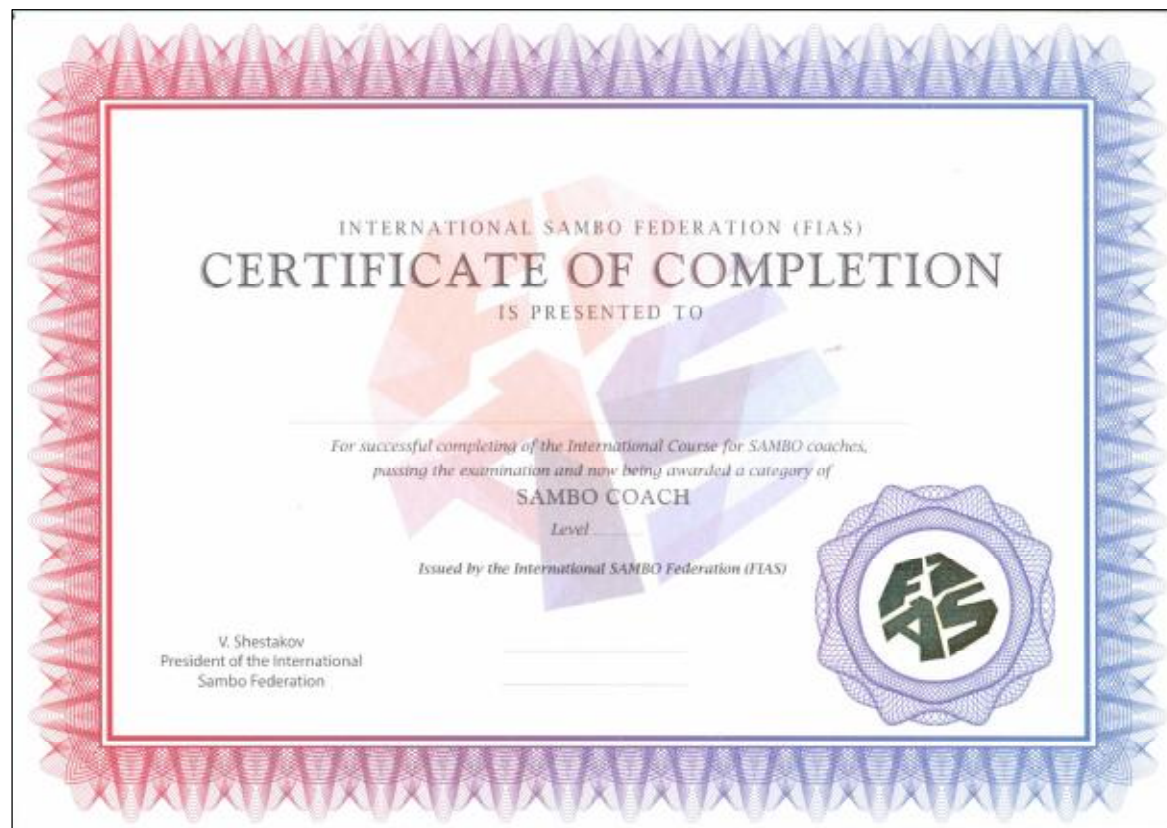 INTERNATIONAL SAMBO FEDERATION (FIAS)
CERTIFICATE OF COMPLETION
IS PRESENTED TO
For successful completing of the International Course for SAMBO coaches,
passing the examination and now being awarded a category of
SAMBO COACH
Level ........
Issued by the International SAMBO Federation (FIAS)
V. Shestakov
President of the International
Sambo Federation
FIAS